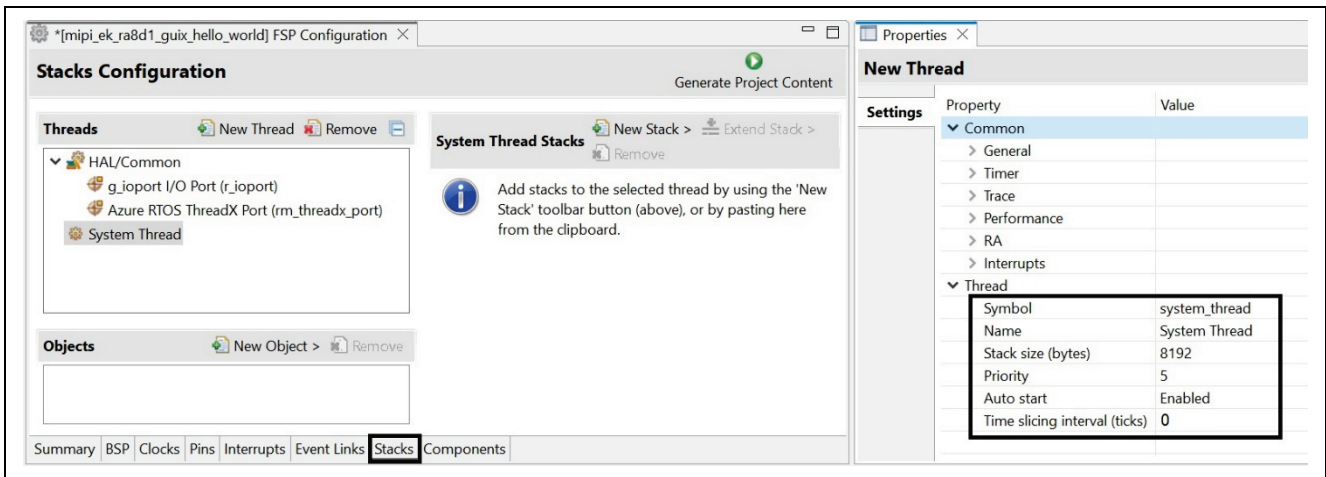 *[mipi_ek_ra8d1_guix_hello_world] FSP Configuration
Stacks Configuration
Generate Project Content
Threads
New Thread
Remove
HAL/Common
g_ioport I/O Port (r_ioport)
Azure RTOS ThreadX Port (rm_threadx_port)
System Thread
Objects
New Object >
Remove
System Thread Stacks
New Stack >
Extend Stack >
Remove
Add stacks to the selected thread by using the 'New
Stack' toolbar button (above), or by pasting here
from the clipboard.
Summary BSP Clocks Pins Interrupts Event Links Stacks Components
Properties
New Thread
Settings
Property Value
Common
General
Timer
Trace
Performance
RA
Interrupts
Thread
Symbol system_thread
Name System Thread
Stack size (bytes) 8192
Priority 5
Auto start Enabled
Time slicing interval (ticks) 0